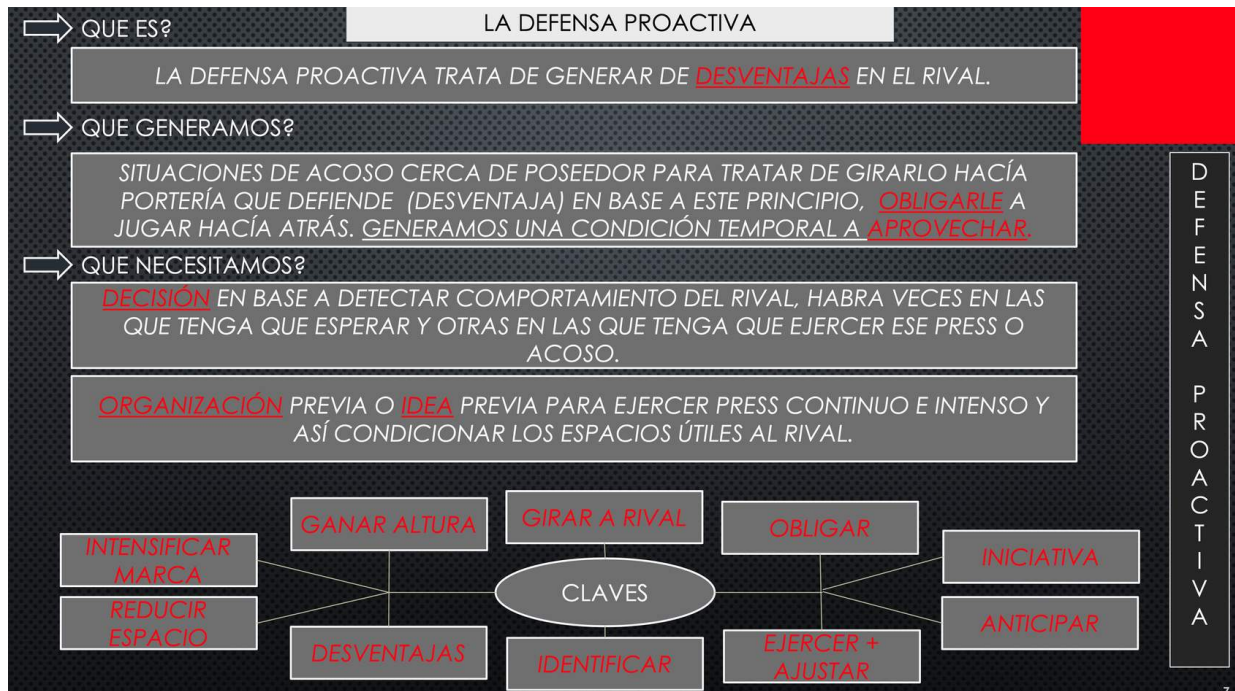 LA DEFENSA PROACTIVA
QUE ES?
LA DEFENSA PROACTIVA TRATA DE GENERAR DE DESVENTAJAS EN EL RIVAL.
QUE GENERAMOS?
SITUACIONES DE ACOSO CERCA DE POSEEDOR PARA TRATAR DE GIRARLO HACÍA
PORTERÍA QUE DEFIENDE (DESVENTAJA) EN BASE A ESTE PRINCIPIO, OBLIGARLE A
JUGAR HACÍA ATRÁS. GENERAMOS UNA CONDICIÓN TEMPORAL A APROVECHAR.
QUE NECESITAMOS?
DECISIÓN EN BASE A DETECTAR COMPORTAMIENTO DEL RIVAL, HABRA VECES EN LAS
QUE TENGA QUE ESPERAR Y OTRAS EN LAS QUE TENGA QUE EJERCER ESE PRESS O
ACOSO.
ORGANIZACIÓN PREVIA O IDEA PREVIA PARA EJERCER PRESS CONTINUO E INTENSO Y
ASÍ CONDICIONAR LOS ESPACIOS ÚTILES AL RIVAL.
INTENSIFICAR
MARCA
GANAR ALTURA
GIRAR A RIVAL
OBLIGAR
INICIATIVA
CLAVES
REDUCIR
ESPACIO
DESVENTAJAS
IDENTIFICAR
EJERCER +
AJUSTAR
ANTICIPAR
DEFENSA PROACTIVA